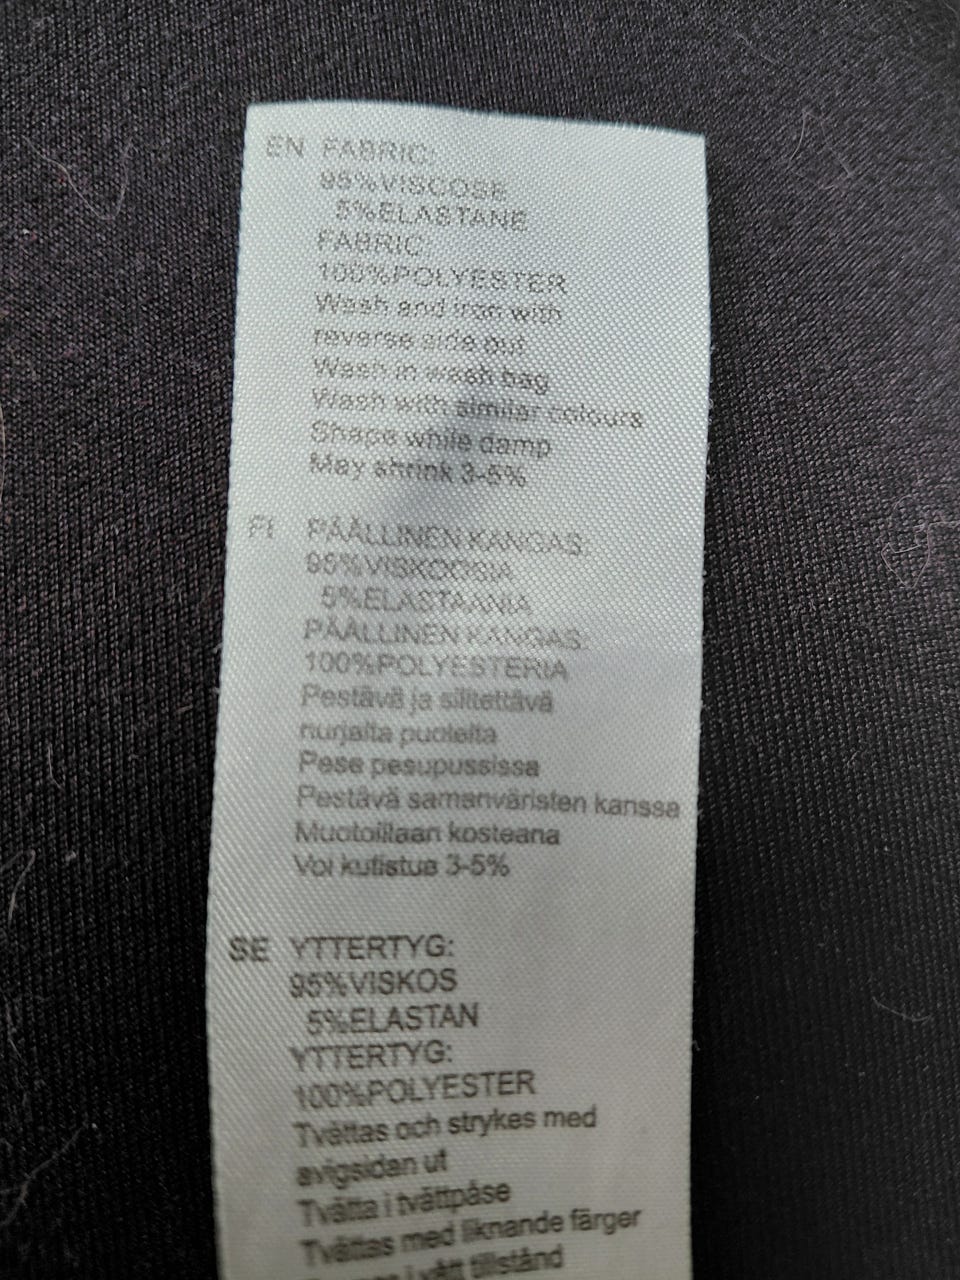 EN FABRIC:
95%VISCOSE
5%ELASTANE
FABRIC:
100%POLYESTER
Wash and iron with
reverse side out
Wash in wash bag
Wash with similar colours
Shape while damp
May shrink 3-5%
FI PÄÄLLINEN KANGAS:
95%VISKOOSIA
5%ELASTAANIA
PÄÄLLINEN KANGAS:
100%POLYESTERIA
Pestävä ja silitettävä
nurjalta puolelta
Pese pesupussissa
Pestävä samanväristen kanssa
Muotoillaan kosteana
Voi kutistua 3-5%
SE YTTERTYG:
95%VISKOS
5%ELASTAN
YTTERTYG:
100%POLYESTER
Tvättas och strykes med
avigsidan ut
Tvätta i tvättpåse
Tvättas med liknande färger
i vått tillstånd